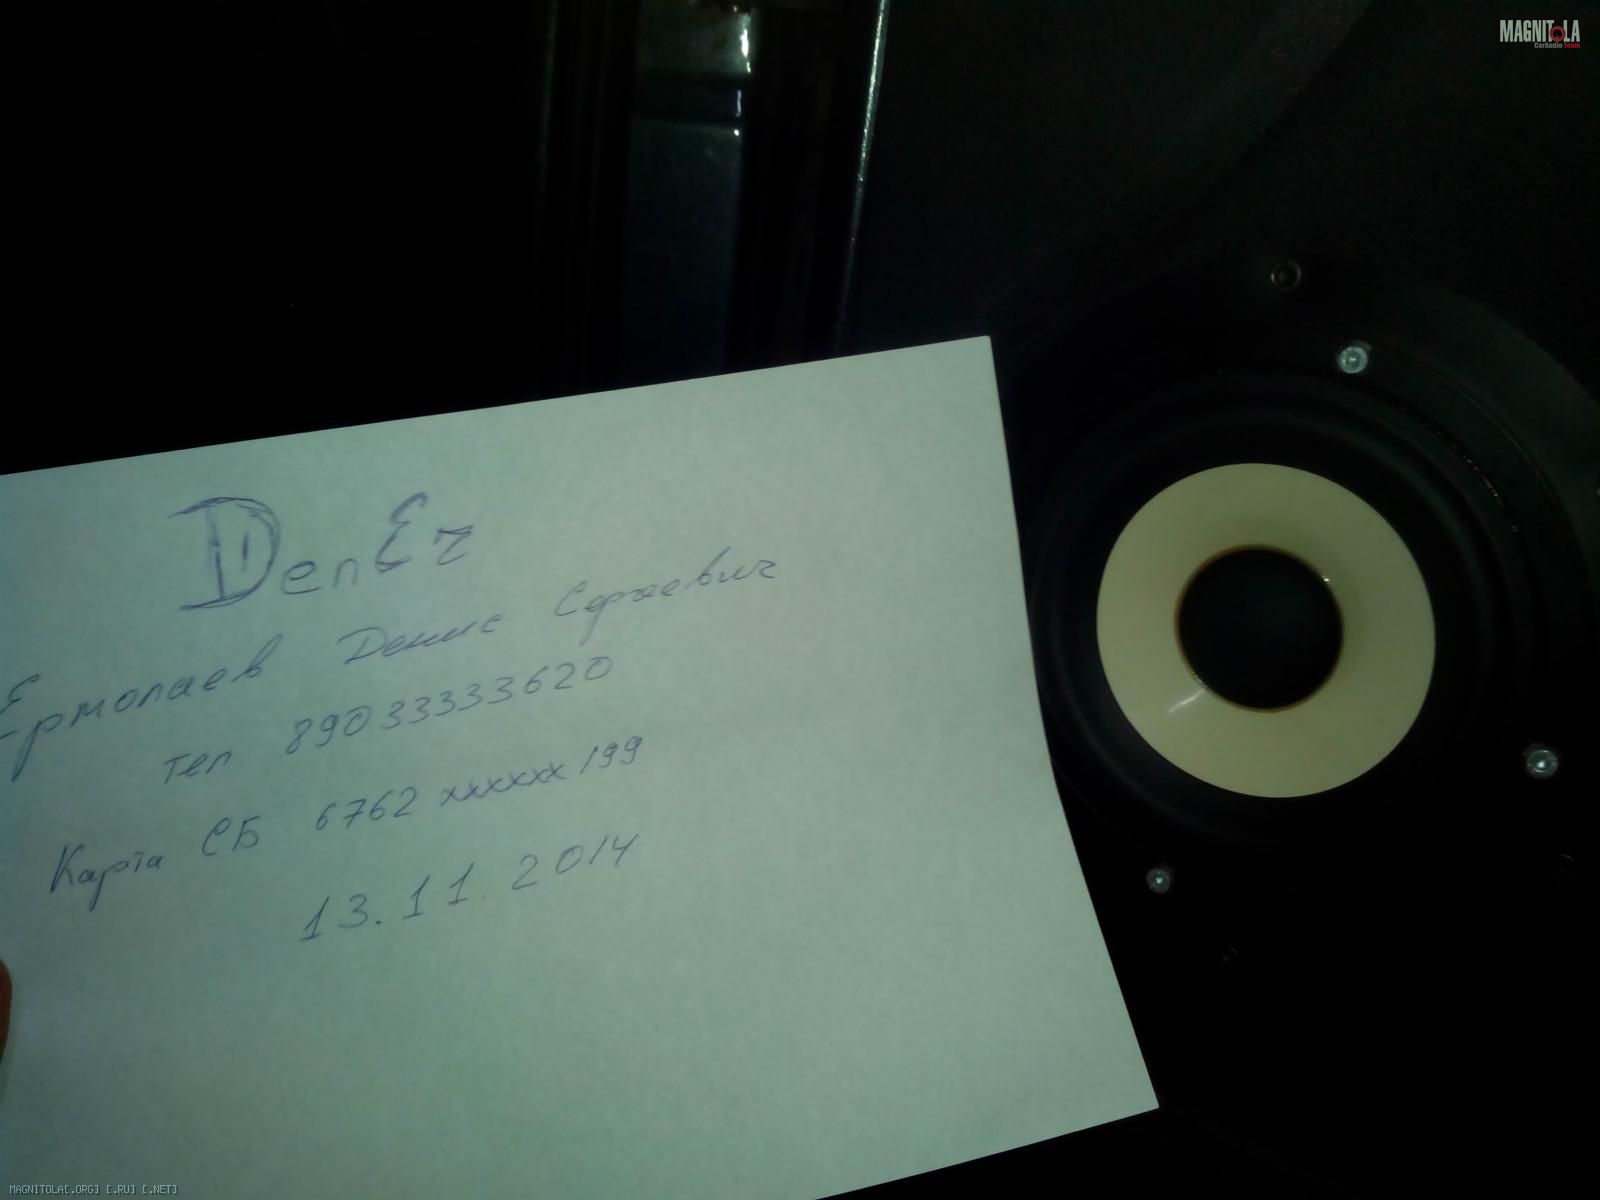 MAGNITOLA
CarAudio Team
DenEr
Ермолаев Денис Сергеевич
тел 89033333620
Карта СБ 6762 xxxxxx 199
13.11.2014
MAGNITOLA[.ORG] [.RU] [.NET]